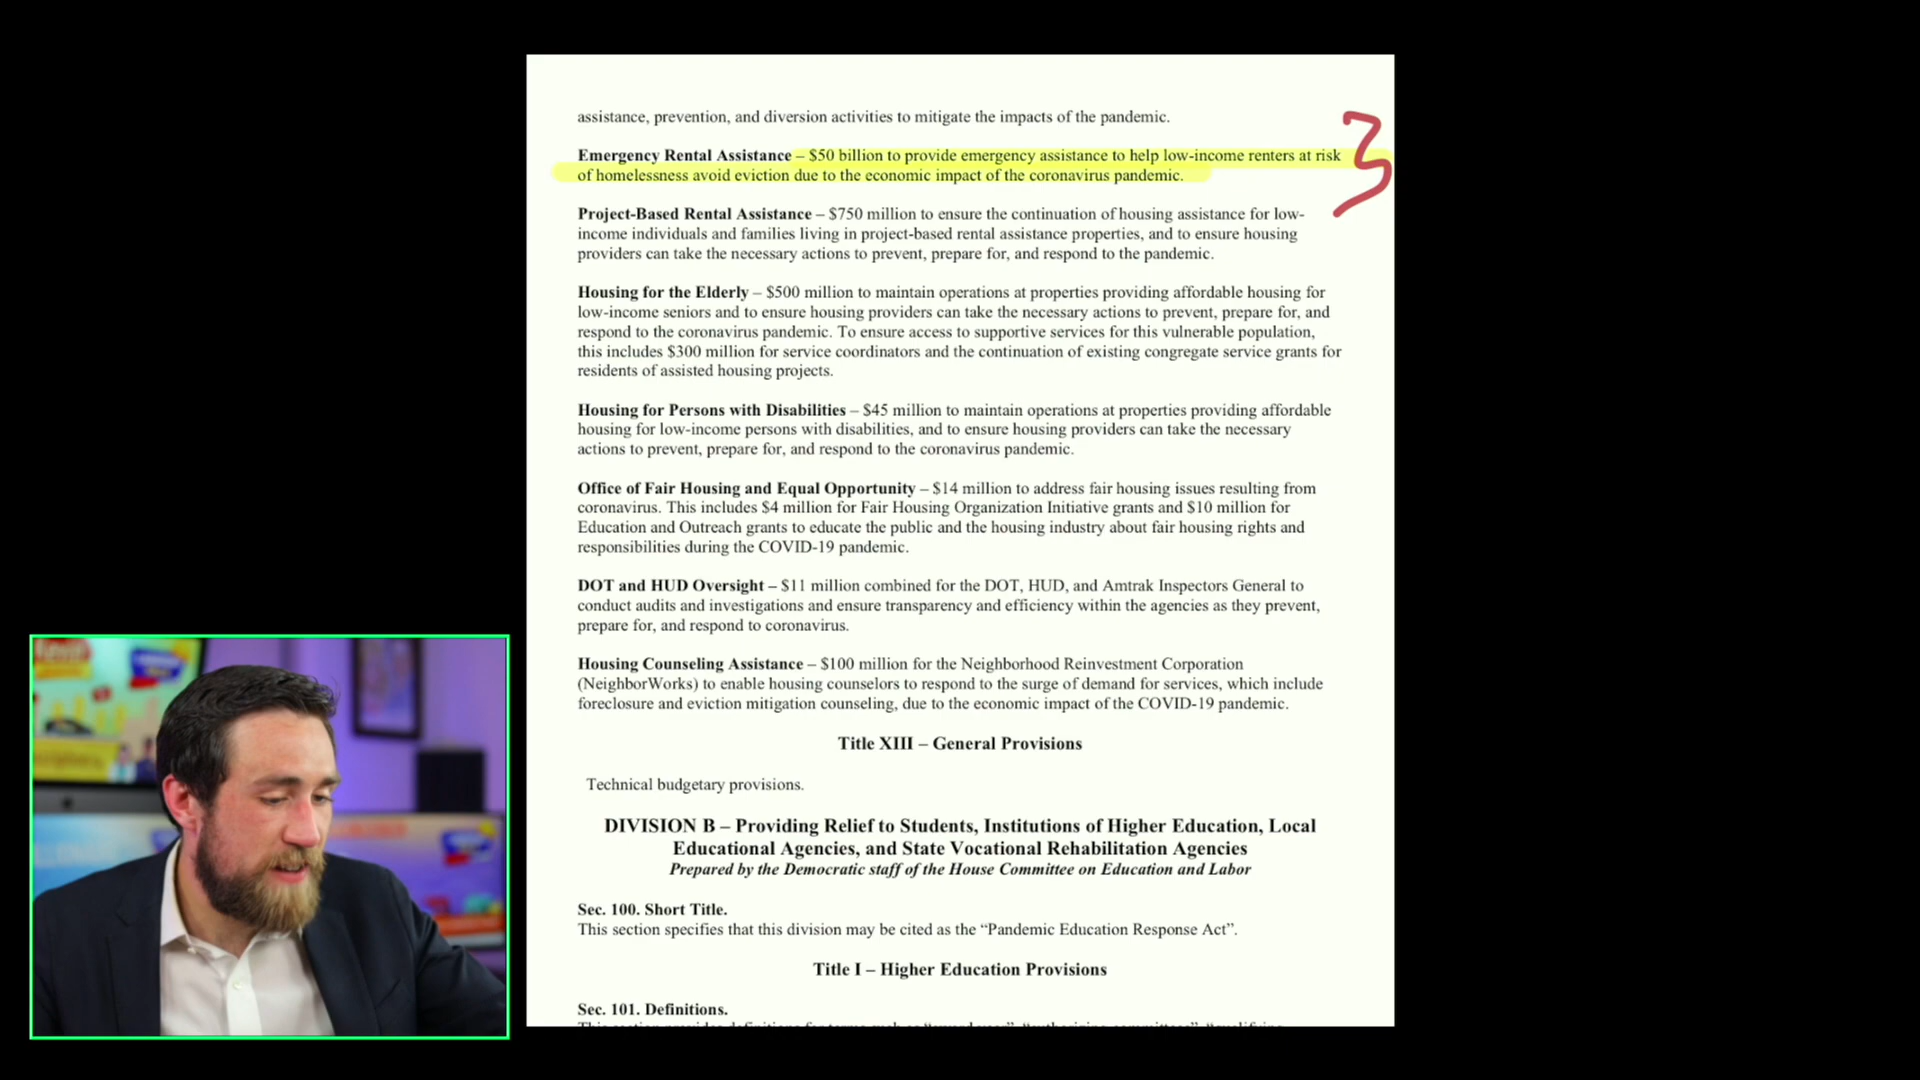 assistance, prevention, and diversion activities to mitigate the impacts of the pandemic.
Emergency Rental Assistance – $50 billion to provide emergency assistance to help low-income renters at risk
of homelessness avoid eviction due to the economic impact of the coronavirus pandemic.
3
Project-Based Rental Assistance – $750 million to ensure the continuation of housing assistance for low-
income individuals and families living in project-based rental assistance properties, and to ensure housing
providers can take the necessary actions to prevent, prepare for, and respond to the pandemic.
Housing for the Elderly – $500 million to maintain operations at properties providing affordable housing for
low-income seniors and to ensure housing providers can take the necessary actions to prevent, prepare for, and
respond to the coronavirus pandemic. To ensure access to supportive services for this vulnerable population,
this includes $300 million for service coordinators and the continuation of existing congregate service grants for
residents of assisted housing projects.
Housing for Persons with Disabilities – $45 million to maintain operations at properties providing affordable
housing for low-income persons with disabilities, and to ensure housing providers can take the necessary
actions to prevent, prepare for, and respond to the coronavirus pandemic.
Office of Fair Housing and Equal Opportunity – $14 million to address fair housing issues resulting from
coronavirus. This includes $4 million for Fair Housing Organization Initiative grants and $10 million for
Education and Outreach grants to educate the public and the housing industry about fair housing rights and
responsibilities during the COVID-19 pandemic.
DOT and HUD Oversight – $11 million combined for the DOT, HUD, and Amtrak Inspectors General to
conduct audits and investigations and ensure transparency and efficiency within the agencies as they prevent,
prepare for, and respond to coronavirus.
Housing Counseling Assistance – $100 million for the Neighborhood Reinvestment Corporation
(NeighborWorks) to enable housing counselors to respond to the surge of demand for services, which include
foreclosure and eviction mitigation counseling, due to the economic impact of the COVID-19 pandemic.
Title XIII – General Provisions
Technical budgetary provisions.
DIVISION B – Providing Relief to Students, Institutions of Higher Education, Local
Educational Agencies, and State Vocational Rehabilitation Agencies
Prepared by the Democratic staff of the House Committee on Education and Labor
Sec. 100. Short Title.
This section specifies that this division may be cited as the “Pandemic Education Response Act”.
Title I – Higher Education Provisions
Sec. 101. Definitions.